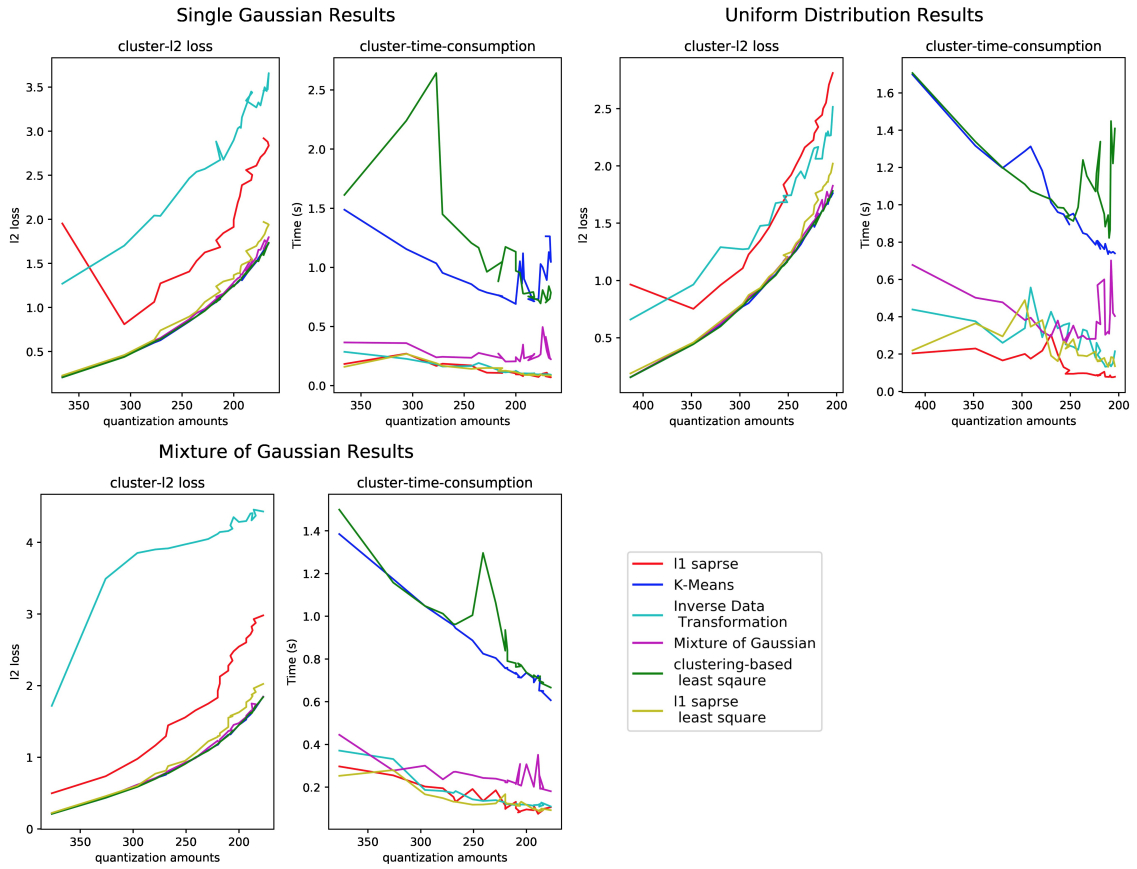 Single Gaussian Results
cluster-l2 loss
l2 loss
3.5
3.0
2.5
2.0
1.5
1.0
0.5
350 300 250 200
quantization amounts
cluster-time-consumption
Time (s)
2.5
2.0
1.5
1.0
0.5
0.0
350 300 250 200
quantization amounts
Uniform Distribution Results
cluster-l2 loss
l2 loss
2.5
2.0
1.5
1.0
0.5
400 350 300 250 200
quantization amounts
cluster-time-consumption
Time (s)
1.6
1.4
1.2
1.0
0.8
0.6
0.4
0.2
0.0
400 350 300 250 200
quantization amounts
Mixture of Gaussian Results
cluster-l2 loss
l2 loss
4
3
2
1
0
350 300 250 200
quantization amounts
cluster-time-consumption
Time (s)
1.4
1.2
1.0
0.8
0.6
0.4
0.2
350 300 250 200
quantization amounts
l1 saprse
K-Means
Inverse Data
Transformation
Mixture of Gaussian
clustering-based
least sqaure
l1 saprse
least square